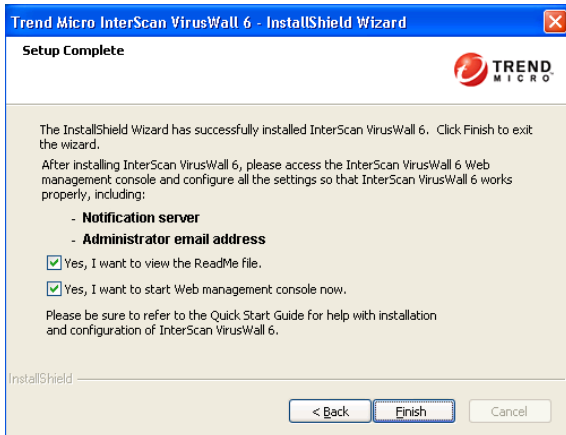 Trend Micro InterScan VirusWall 6 - InstallShield Wizard
Setup Complete
TREND
MICRO
The InstallShield Wizard has successfully installed InterScan VirusWall 6. Click Finish to exit
the wizard.
After installing InterScan VirusWall 6, please access the InterScan VirusWall 6 Web
management console and configure all the settings so that InterScan VirusWall 6 works
properly, including:
- Notification server
- Administrator email address
Yes, I want to view the ReadMe file.
Yes, I want to start Web management console now.
Please be sure to refer to the Quick Start Guide for help with installation
and configuration of InterScan VirusWall 6.
InstallShield
< Back
Finish
Cancel